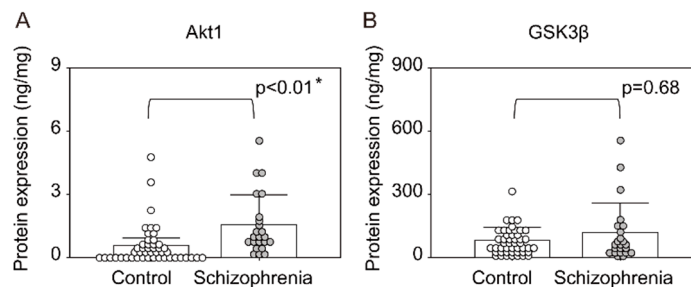 A
Akt1
Protein expression (ng/mg)
9
6
3
0
p<0.01*
Control Schizophrenia
B
GSK3β
Protein expression (ng/mg)
900
600
300
0
p=0.68
Control Schizophrenia